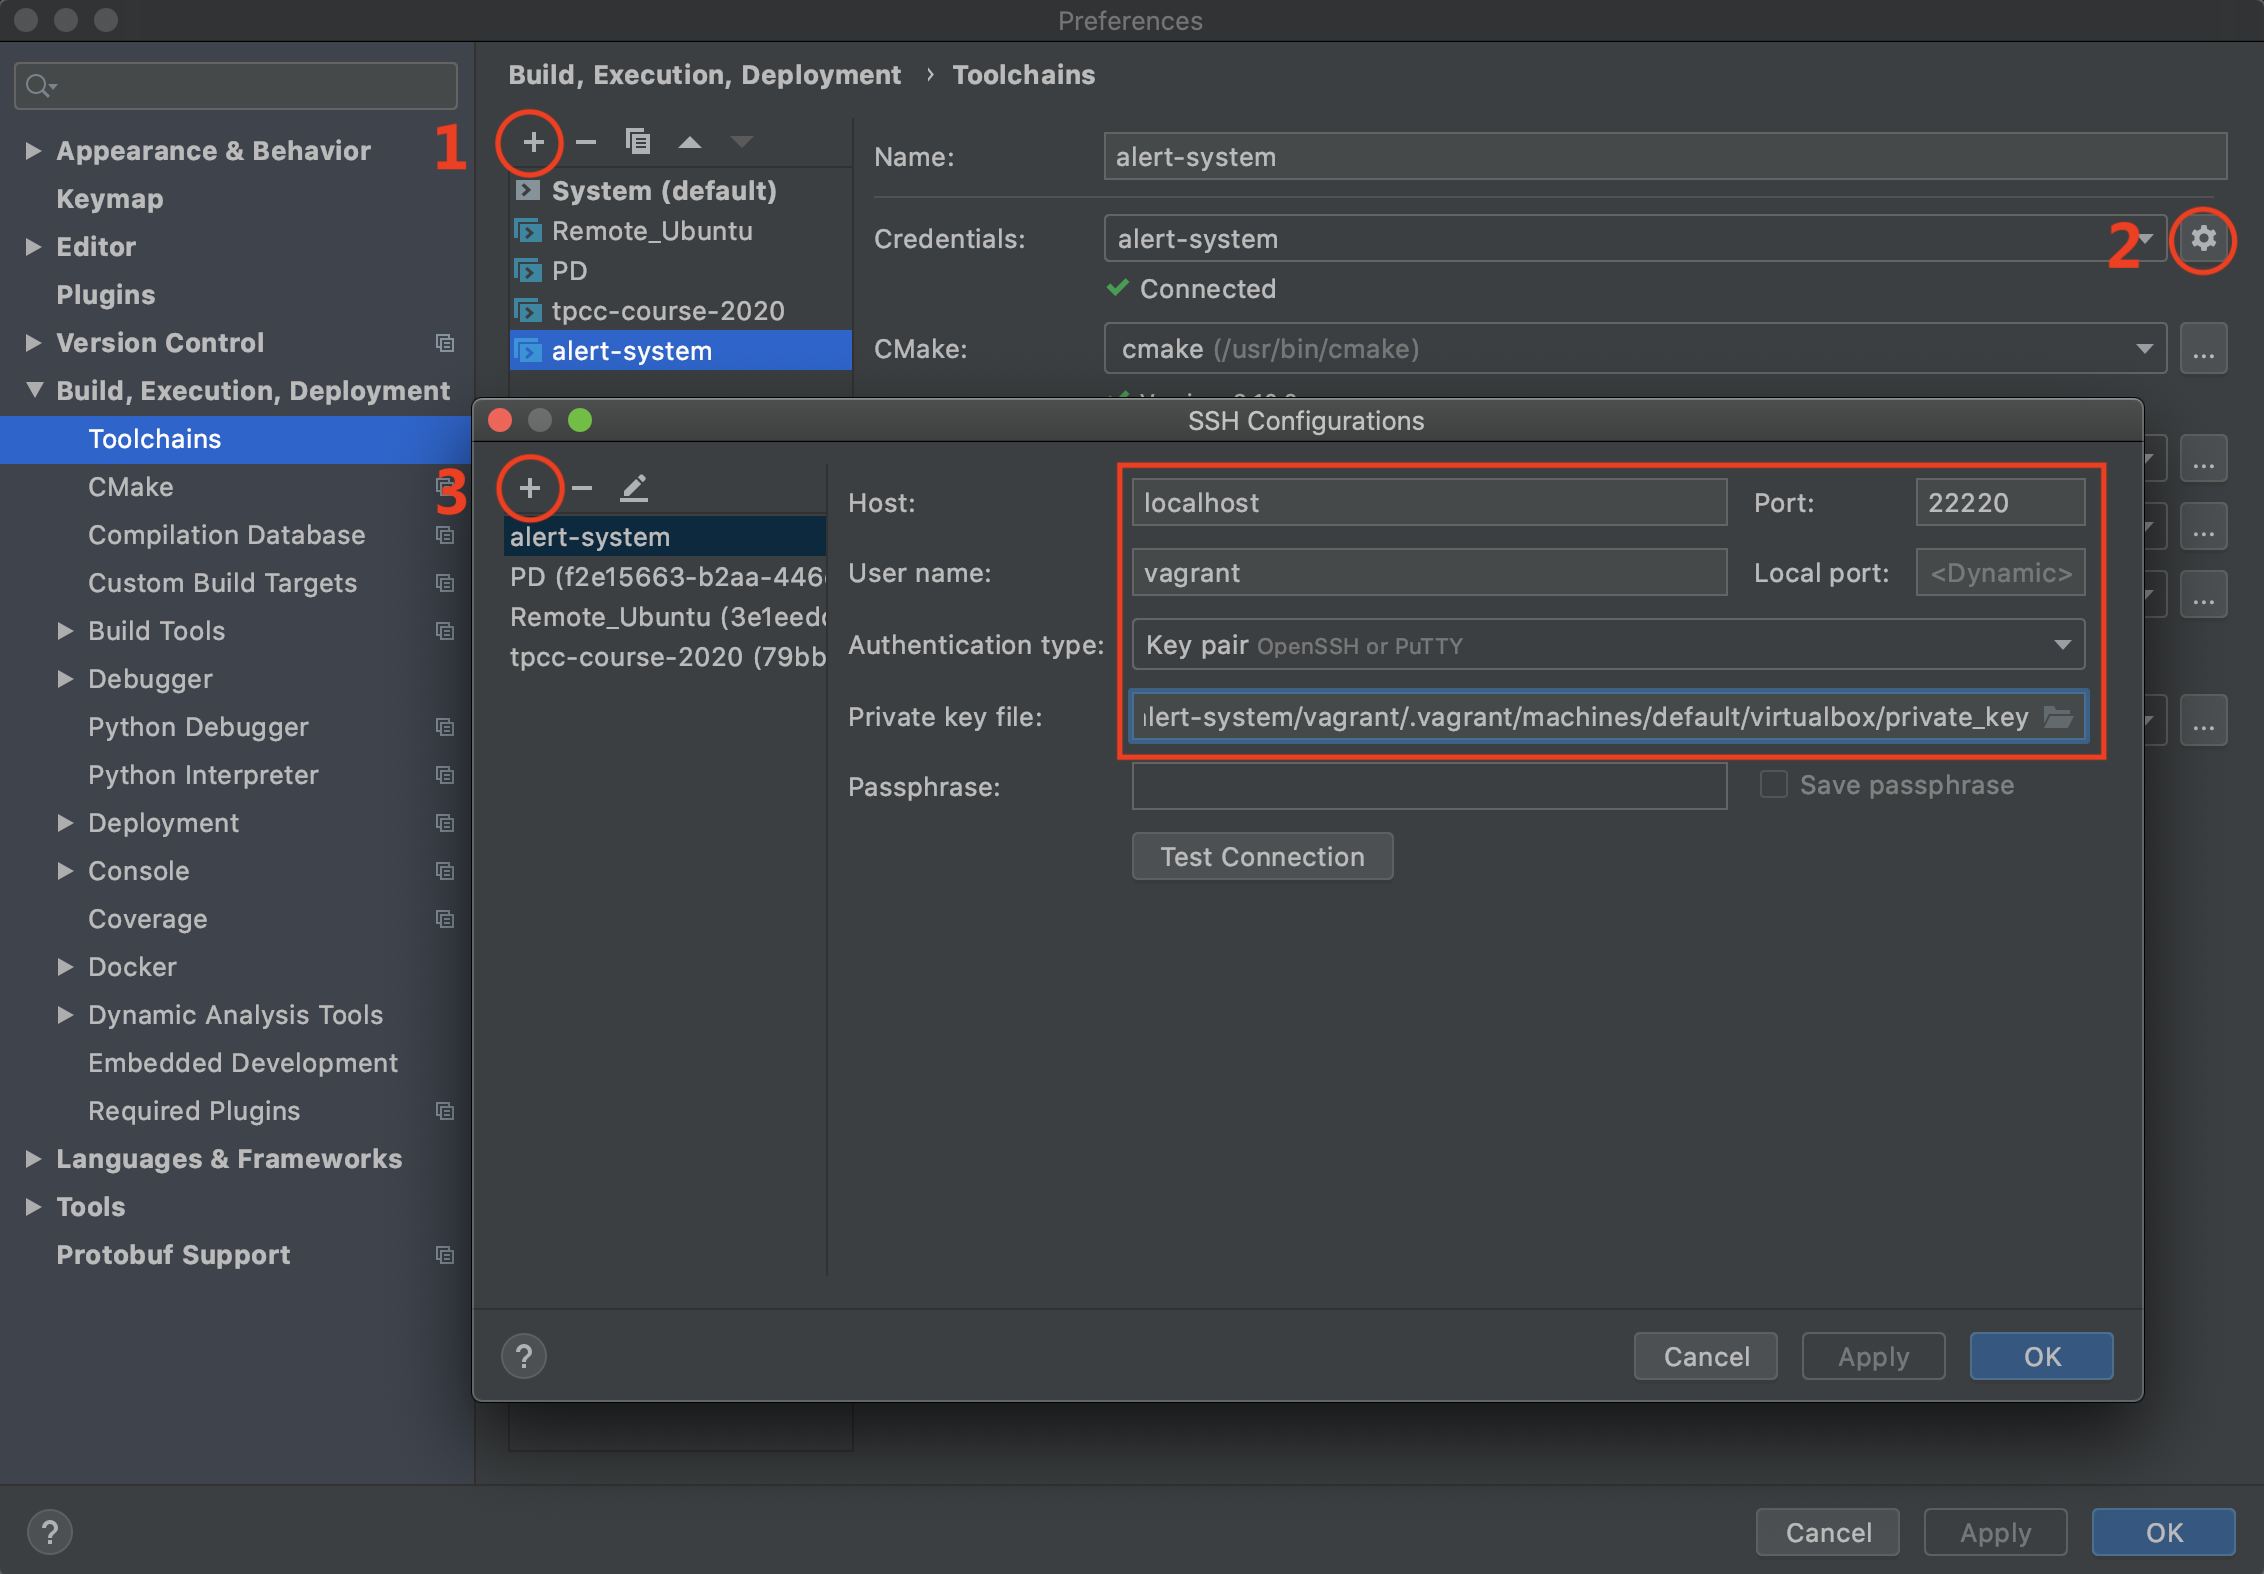 Preferences
Build, Execution, Deployment › Toolchains
1
Appearance & Behavior
Keymap
Editor
Plugins
Version Control
Build, Execution, Deployment
Toolchains
CMake
Compilation Database
Custom Build Targets
Build Tools
Debugger
Python Debugger
Python Interpreter
Deployment
Console
Coverage
Docker
Dynamic Analysis Tools
Embedded Development
Required Plugins
Languages & Frameworks
Tools
Protobuf Support
System (default)
Remote_Ubuntu
PD
tpcc-course-2020
alert-system
Name: alert-system
Credentials: alert-system
2
Connected
CMake: cmake (/usr/bin/cmake)
...
...
...
...
...
SSH Configurations
3
alert-system
PD (f2e15663-b2aa-446
Remote_Ubuntu (3e1eed
tpcc-course-2020 (79bb
Host: localhost Port: 22220
User name: vagrant Local port: <Dynamic>
Authentication type: Key pair OpenSSH or PuTTY
Private key file: lert-system/vagrant/.vagrant/machines/default/virtualbox/private_key
Passphrase: Save passphrase
Test Connection
? Cancel Apply OK
? Cancel Apply OK